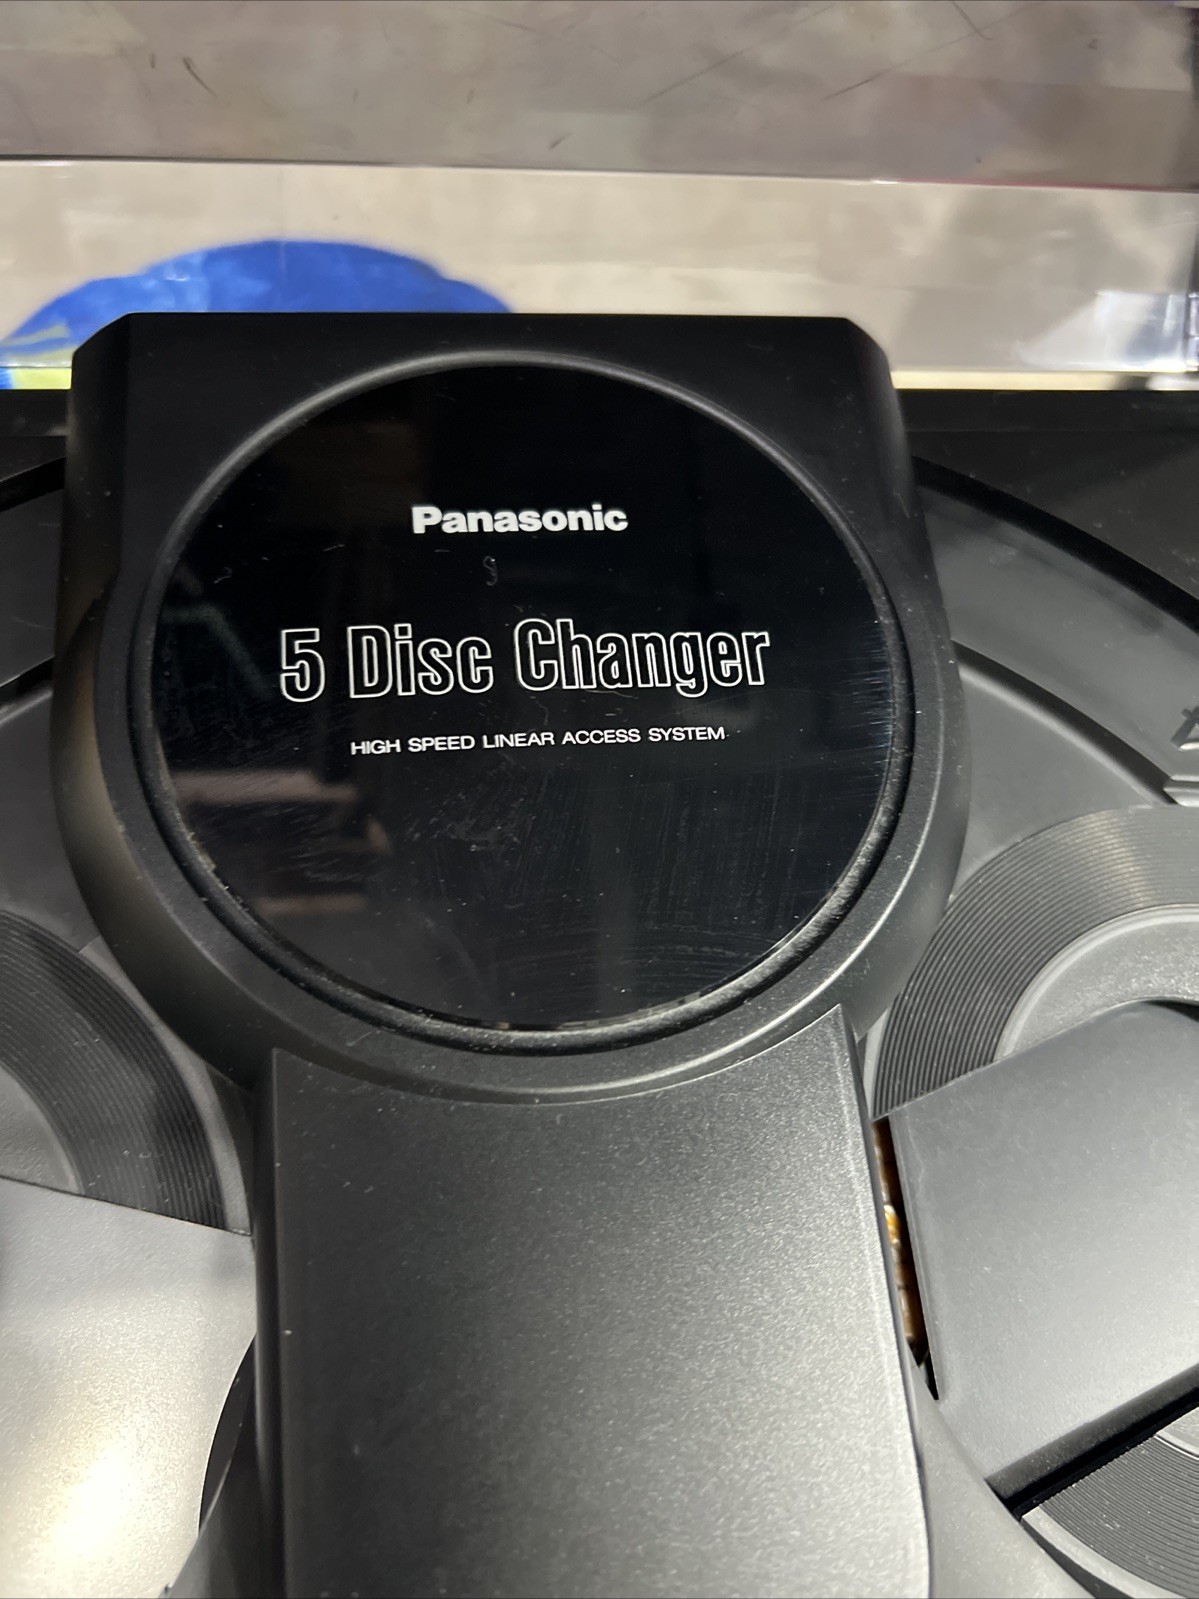 Panasonic
5 Disc Changer
HIGH SPEED LINEAR ACCESS SYSTEM